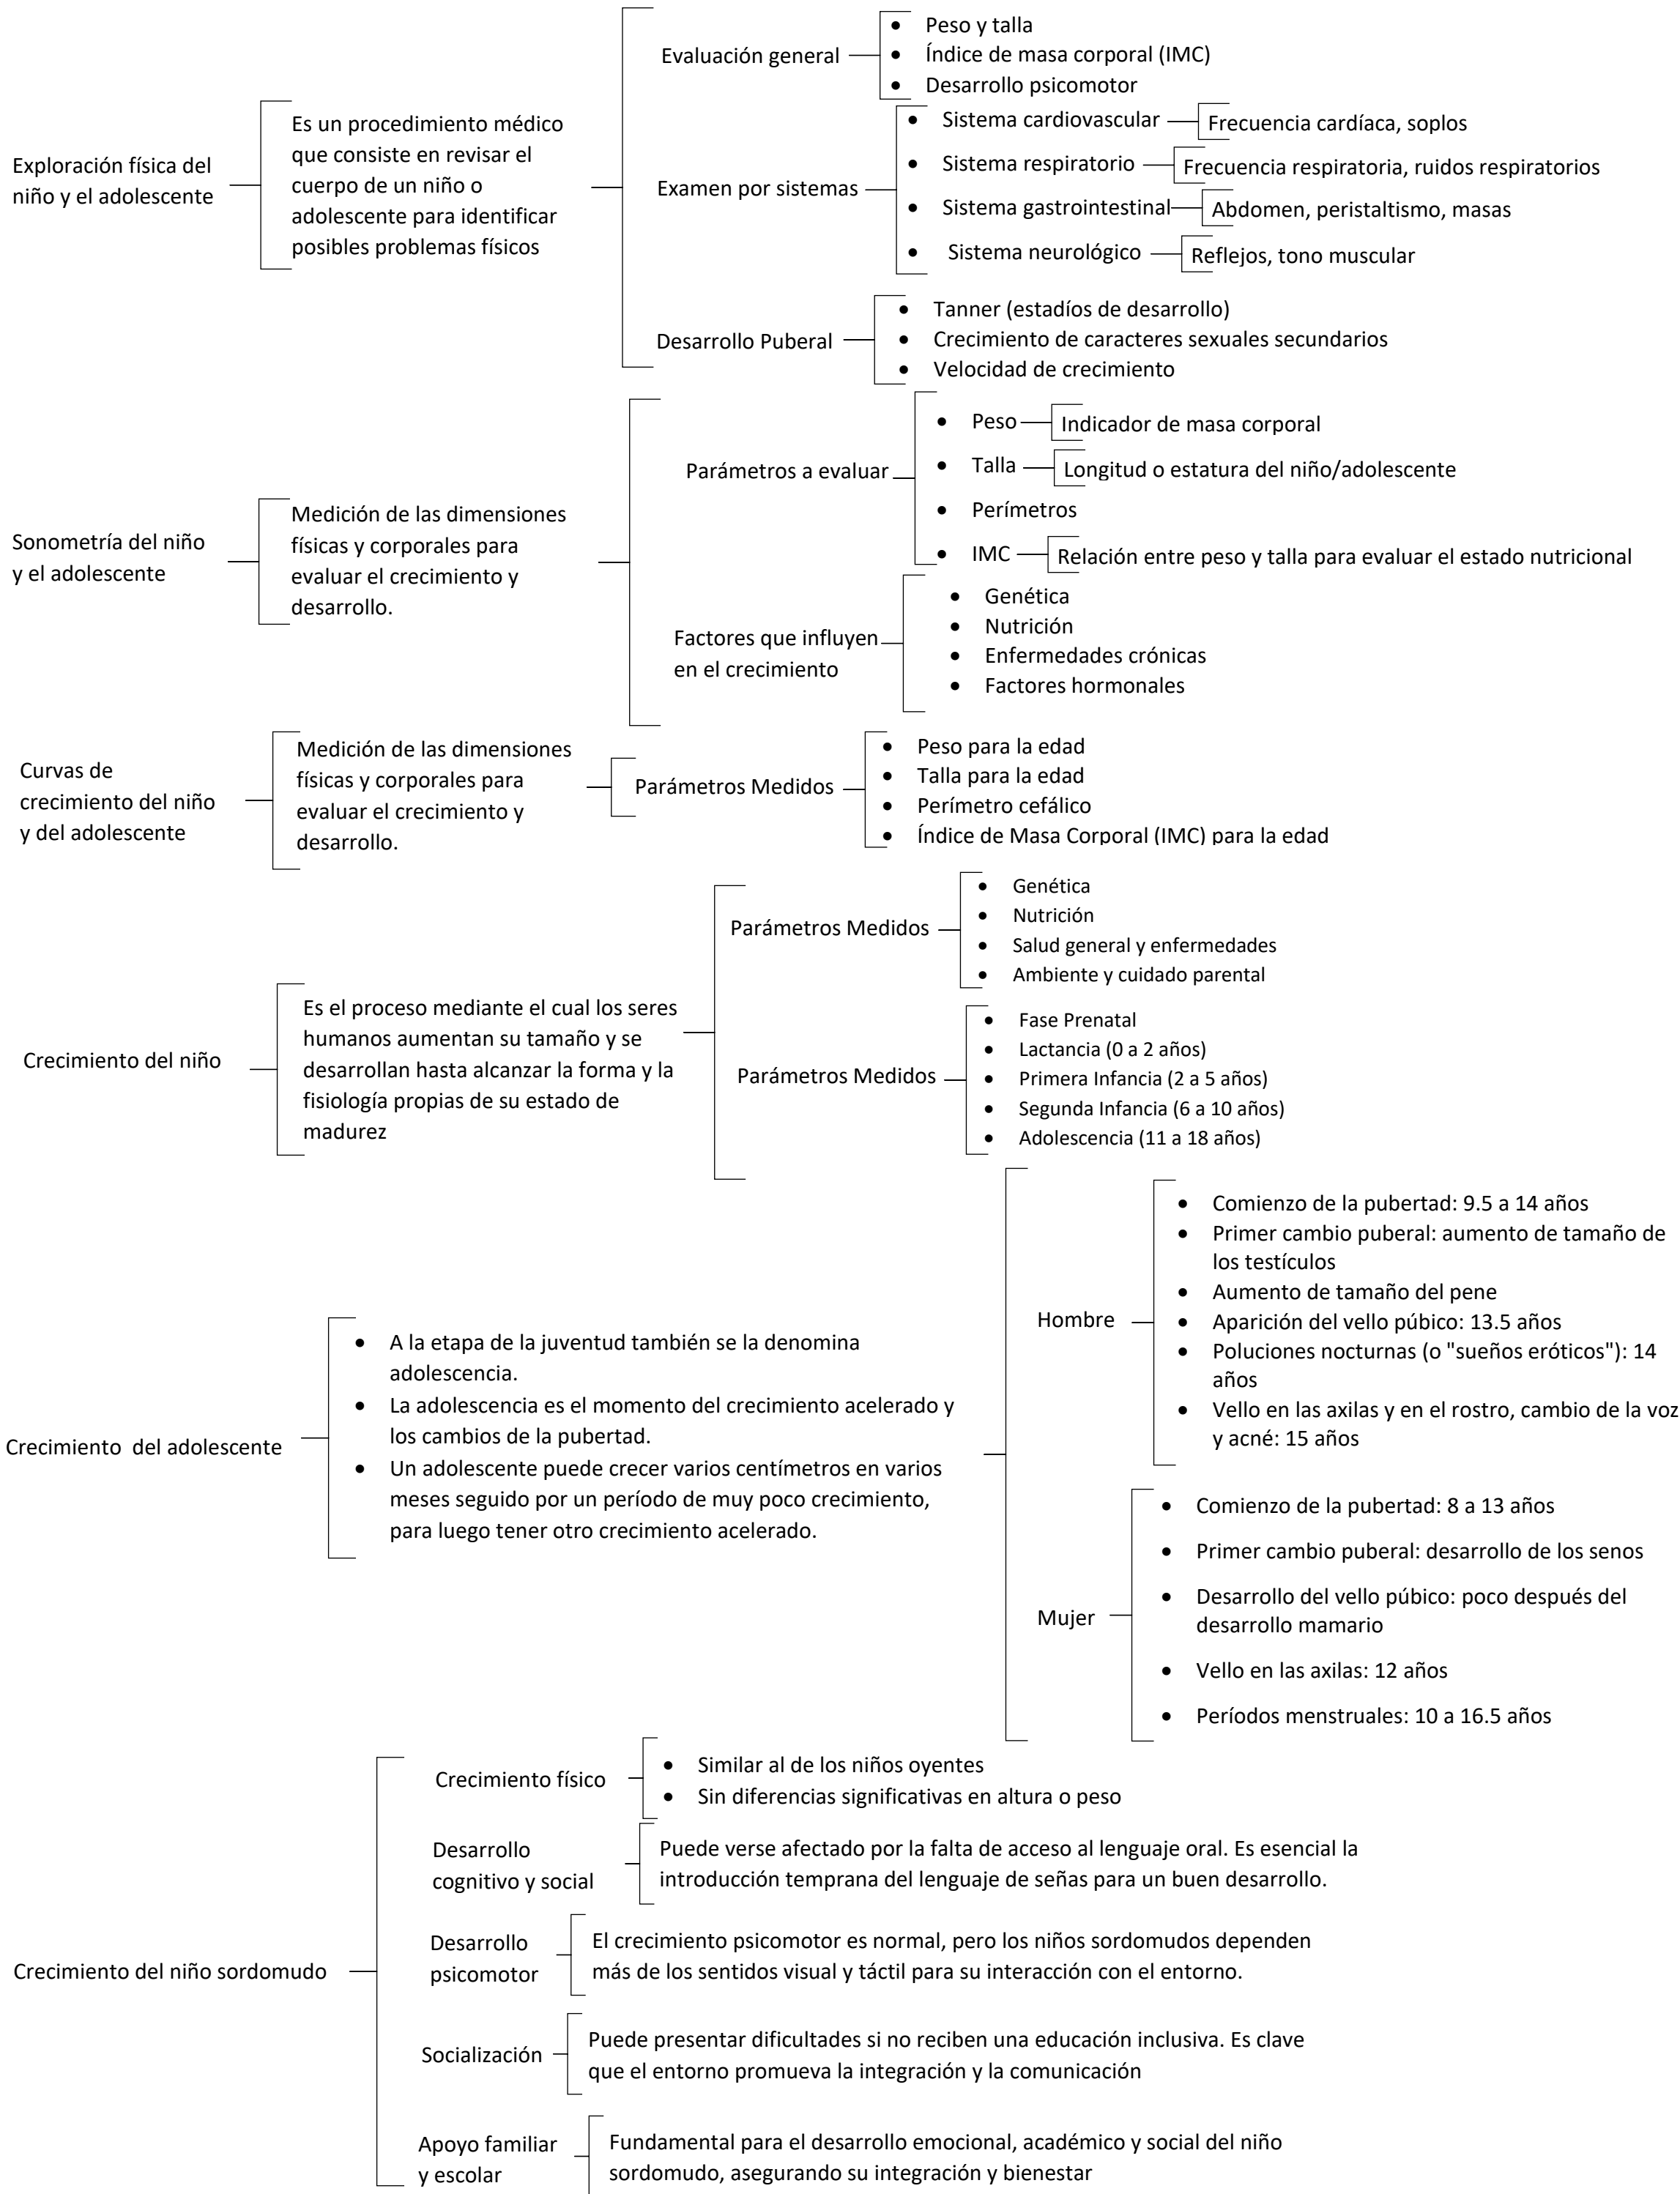 Exploración física del
niño y el adolescente
Es un procedimiento médico
que consiste en revisar el
cuerpo de un niño o
adolescente para identificar
posibles problemas físicos
Evaluación general
• Peso y talla
• Índice de masa corporal (IMC)
• Desarrollo psicomotor
Examen por sistemas
• Sistema cardiovascular
Frecuencia cardíaca, soplos
• Sistema respiratorio
Frecuencia respiratoria, ruidos respiratorios
• Sistema gastrointestinal
Abdomen, peristaltismo, masas
• Sistema neurológico
Reflejos, tono muscular
Desarrollo Puberal
• Tanner (estadíos de desarrollo)
• Crecimiento de caracteres sexuales secundarios
• Velocidad de crecimiento
Sonometría del niño
y el adolescente
Medición de las dimensiones
físicas y corporales para
evaluar el crecimiento y
desarrollo.
Parámetros a evaluar
• Peso
Indicador de masa corporal
• Talla
Longitud o estatura del niño/adolescente
• Perímetros
• IMC
Relación entre peso y talla para evaluar el estado nutricional
Factores que influyen
en el crecimiento
• Genética
• Nutrición
• Enfermedades crónicas
• Factores hormonales
Curvas de
crecimiento del niño
y del adolescente
Medición de las dimensiones
físicas y corporales para
evaluar el crecimiento y
desarrollo.
Parámetros Medidos
• Peso para la edad
• Talla para la edad
• Perímetro cefálico
• Índice de Masa Corporal (IMC) para la edad
Crecimiento del niño
Es el proceso mediante el cual los seres
humanos aumentan su tamaño y se
desarrollan hasta alcanzar la forma y la
fisiología propias de su estado de
madurez
Parámetros Medidos
• Genética
• Nutrición
• Salud general y enfermedades
• Ambiente y cuidado parental
Parámetros Medidos
• Fase Prenatal
• Lactancia (0 a 2 años)
• Primera Infancia (2 a 5 años)
• Segunda Infancia (6 a 10 años)
• Adolescencia (11 a 18 años)
Crecimiento del adolescente
• A la etapa de la juventud también se la denomina
adolescencia.
• La adolescencia es el momento del crecimiento acelerado y
los cambios de la pubertad.
• Un adolescente puede crecer varios centímetros en varios
meses seguido por un período de muy poco crecimiento,
para luego tener otro crecimiento acelerado.
Hombre
• Comienzo de la pubertad: 9.5 a 14 años
• Primer cambio puberal: aumento de tamaño de
los testículos
• Aumento de tamaño del pene
• Aparición del vello púbico: 13.5 años
• Poluciones nocturnas (o "sueños eróticos"): 14
años
• Vello en las axilas y en el rostro, cambio de la voz
y acné: 15 años
Mujer
• Comienzo de la pubertad: 8 a 13 años
• Primer cambio puberal: desarrollo de los senos
• Desarrollo del vello púbico: poco después del
desarrollo mamario
• Vello en las axilas: 12 años
• Períodos menstruales: 10 a 16.5 años
Crecimiento del niño sordomudo
Crecimiento físico
• Similar al de los niños oyentes
• Sin diferencias significativas en altura o peso
Desarrollo
cognitivo y social
Puede verse afectado por la falta de acceso al lenguaje oral. Es esencial la
introducción temprana del lenguaje de señas para un buen desarrollo.
Desarrollo
psicomotor
El crecimiento psicomotor es normal, pero los niños sordomudos dependen
más de los sentidos visual y táctil para su interacción con el entorno.
Socialización
Puede presentar dificultades si no reciben una educación inclusiva. Es clave
que el entorno promueva la integración y la comunicación
Apoyo familiar
y escolar
Fundamental para el desarrollo emocional, académico y social del niño
sordomudo, asegurando su integración y bienestar